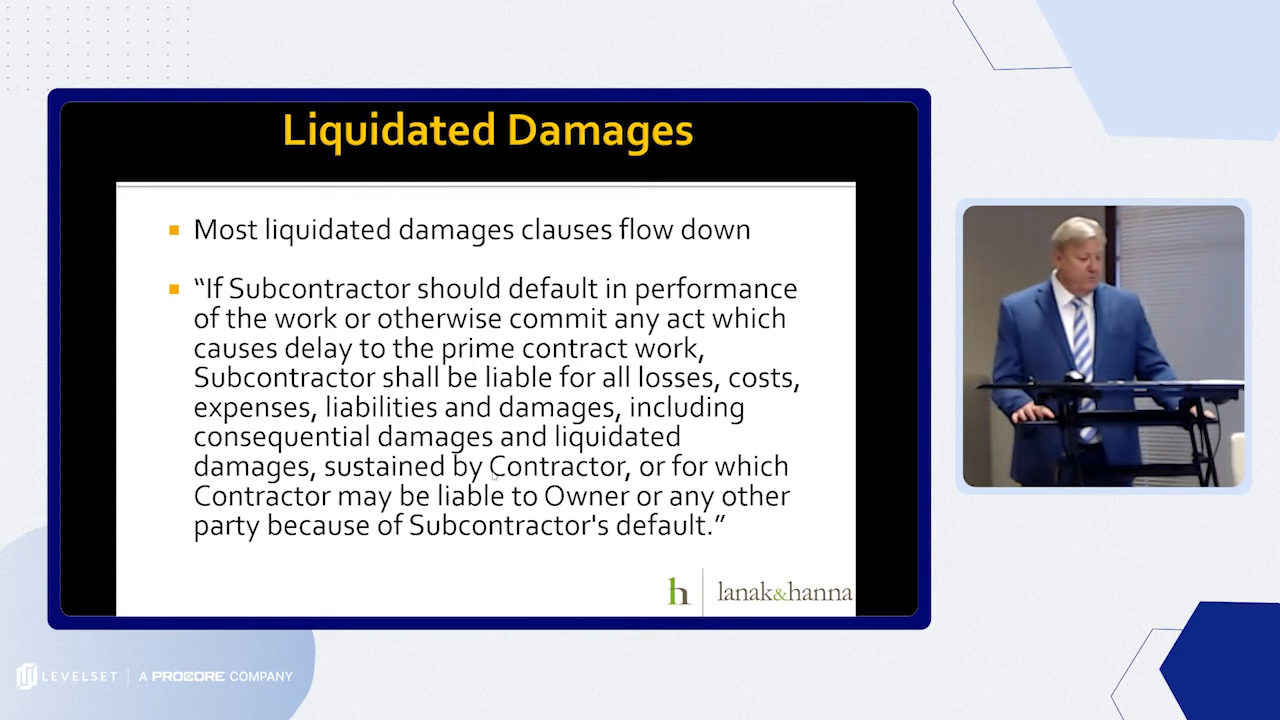 Liquidated Damages
Most liquidated damages clauses flow down
“If Subcontractor should default in performance
of the work or otherwise commit any act which
causes delay to the prime contract work,
Subcontractor shall be liable for all losses, costs,
expenses, liabilities and damages, including
consequential damages and liquidated
damages, sustained by Contractor, or for which
Contractor may be liable to Owner or any other
party because of Subcontractor's default.”
h lanak&hanna
LEVELSET A PROCORE COMPANY